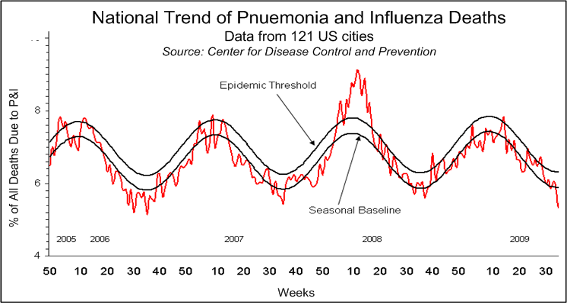 National Trend of Pnuemonia and Influenza Deaths
Data from 121 US cities
Source: Center for Disease Control and Prevention
% of All Deaths Due to P&I
8
6
4
Epidemic Threshold
Seasonal Baseline
2005 2006 2007 2008 2009
50 10 20 30 40 50 10 20 30 40 50 10 20 30 40 50 10 20 30
Weeks